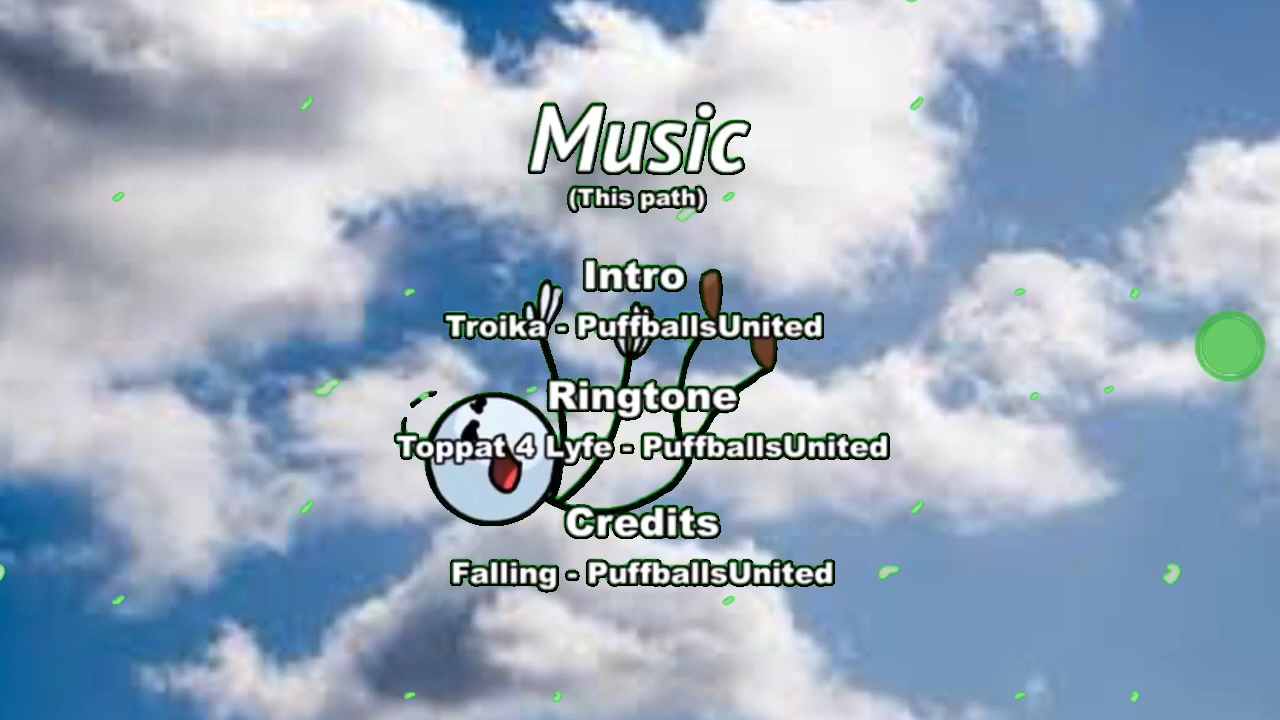 Music
(This path)
Intro
Troika - PuffballsUnited
Ringtone
Toppat 4 Lyfe - PuffballsUnited
Credits
Falling - PuffballsUnited